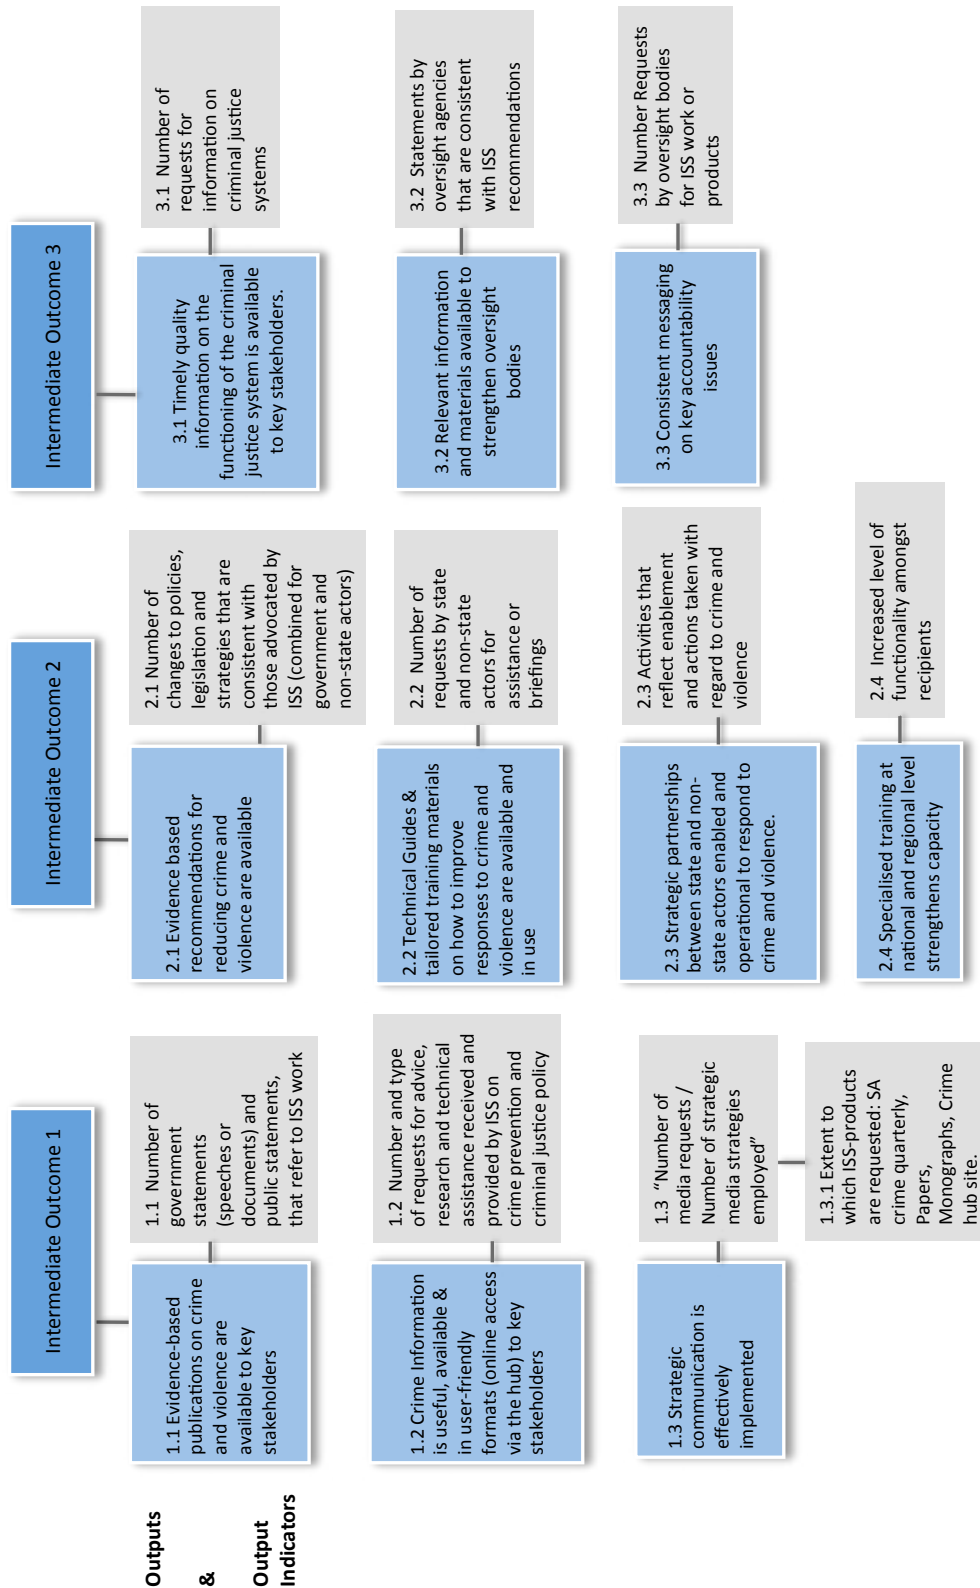 Outputs
&
Output
Indicators
Intermediate Outcome 1
1.1 Evidence-based
publications on crime
and violence are
available to key
stakeholders
1.1 Number of
government
statements
(speeches or
documents) and
public statements,
that refer to ISS work
1.2 Crime Information
is useful, available &
in user-friendly
formats (online access
via the hub) to key
stakeholders
1.2 Number and type
of requests for advice,
research and technical
assistance received and
provided by ISS on
crime prevention and
criminal justice policy
1.3 Strategic
communication is
effectively
implemented
1.3 “Number of
media requests /
Number of strategic
media strategies
employed”
1.3.1 Extent to
which ISS-products
are requested: SA
crime quarterly,
Papers,
Monographs, Crime
hub site.
Intermediate Outcome 2
2.1 Evidence based
recommendations for
reducing crime and
violence are available
2.1 Number of
changes to policies,
legislation and
strategies that are
consistent with
those advocated by
ISS (combined for
government and
non-state actors)
2.2 Technical Guides &
tailored training materials
on how to improve
responses to crime and
violence are available and
in use
2.2 Number of
requests by state
and non-state
actors for
assistance or
briefings
2.3 Strategic partnerships
between state and non-
state actors enabled and
operational to respond to
crime and violence.
2.3 Activities that
reflect enablement
and actions taken with
regard to crime and
violence
2.4 Specialised training at
national and regional level
strengthens capacity
2.4 Increased level of
functionality amongst
recipients
Intermediate Outcome 3
3.1 Timely quality
information on the
functioning of the criminal
justice system is available
to key stakeholders.
3.1 Number of
requests for
information on
criminal justice
systems
3.2 Relevant information
and materials available to
strengthen oversight
bodies
3.2 Statements by
oversight agencies
that are consistent
with ISS
recommendations
3.3 Consistent messaging
on key accountability
issues
3.3 Number Requests
by oversight bodies
for ISS work or
products